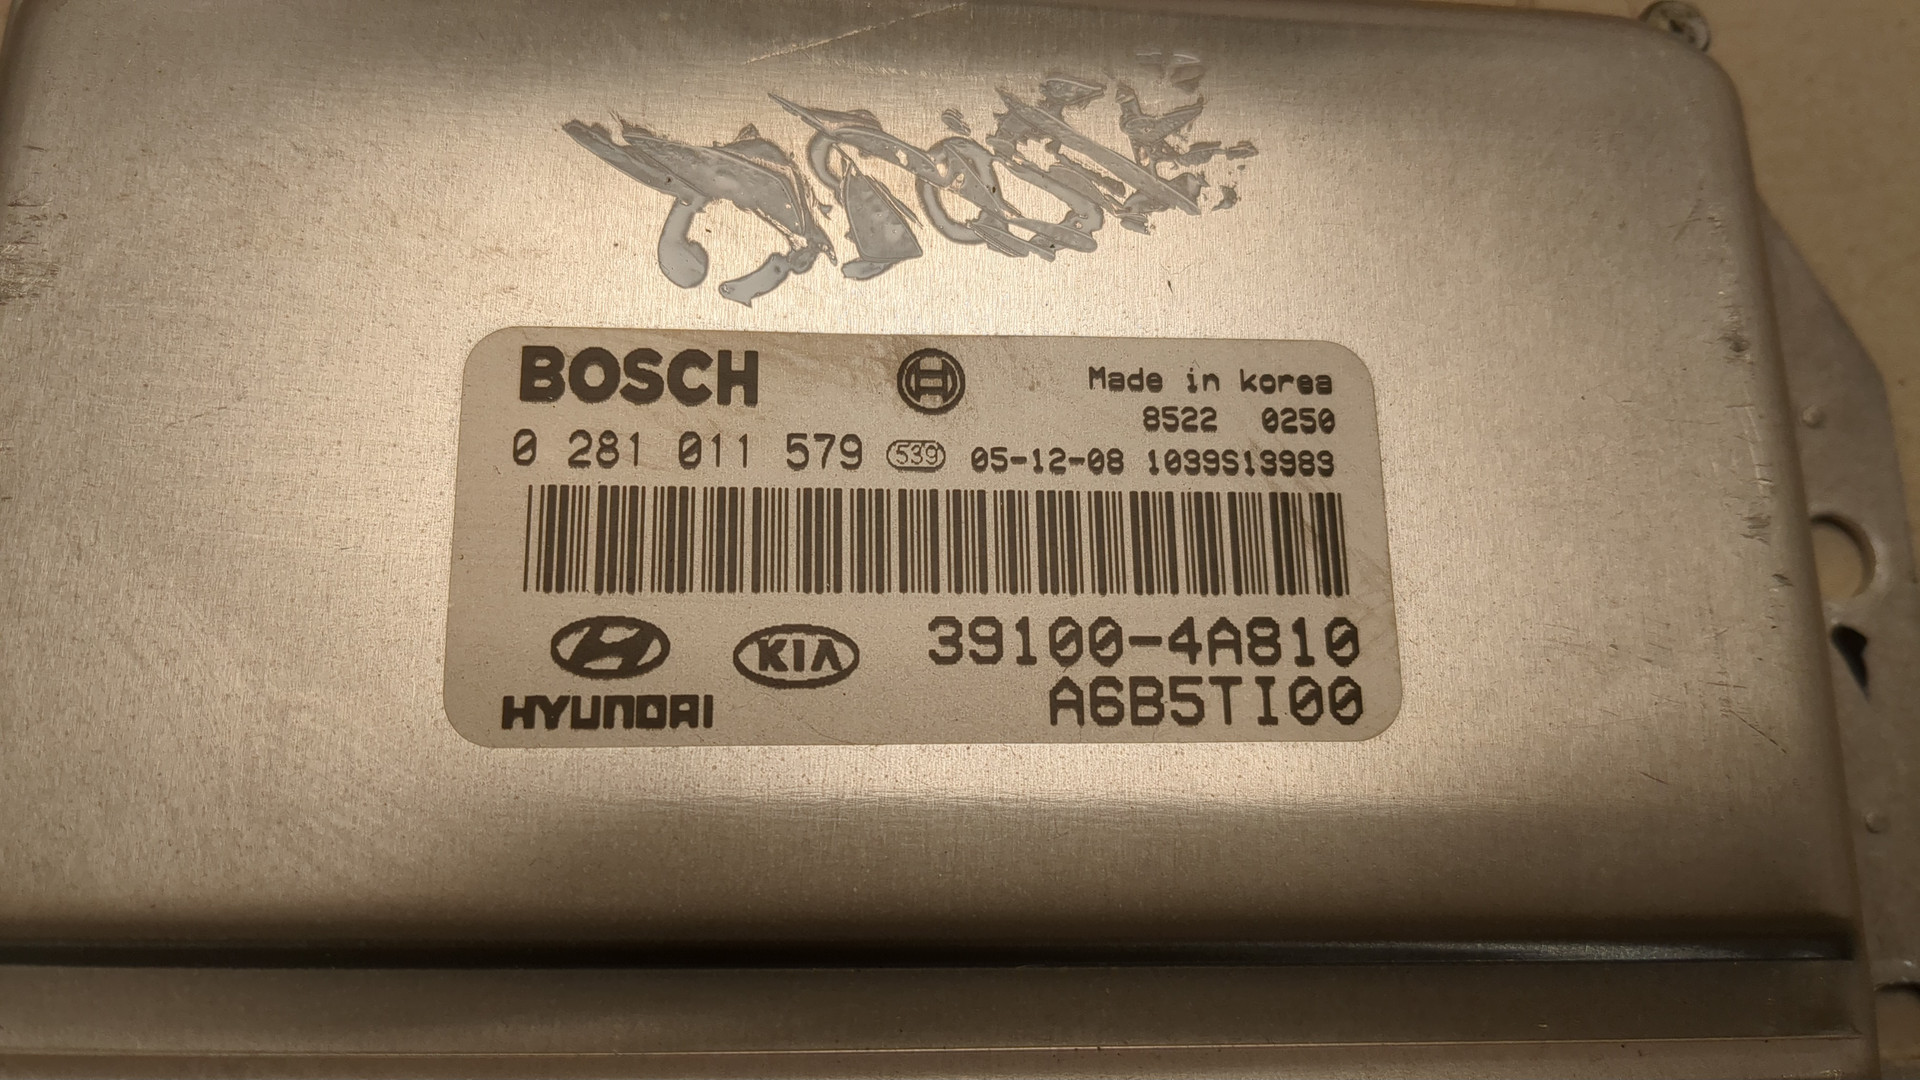 BOSCH
Made in korea
8522 0250
0 281 011 579 539 05-12-08 1039S13983
39100-4A810
KIA
HYUNDAI
A6B5TI00